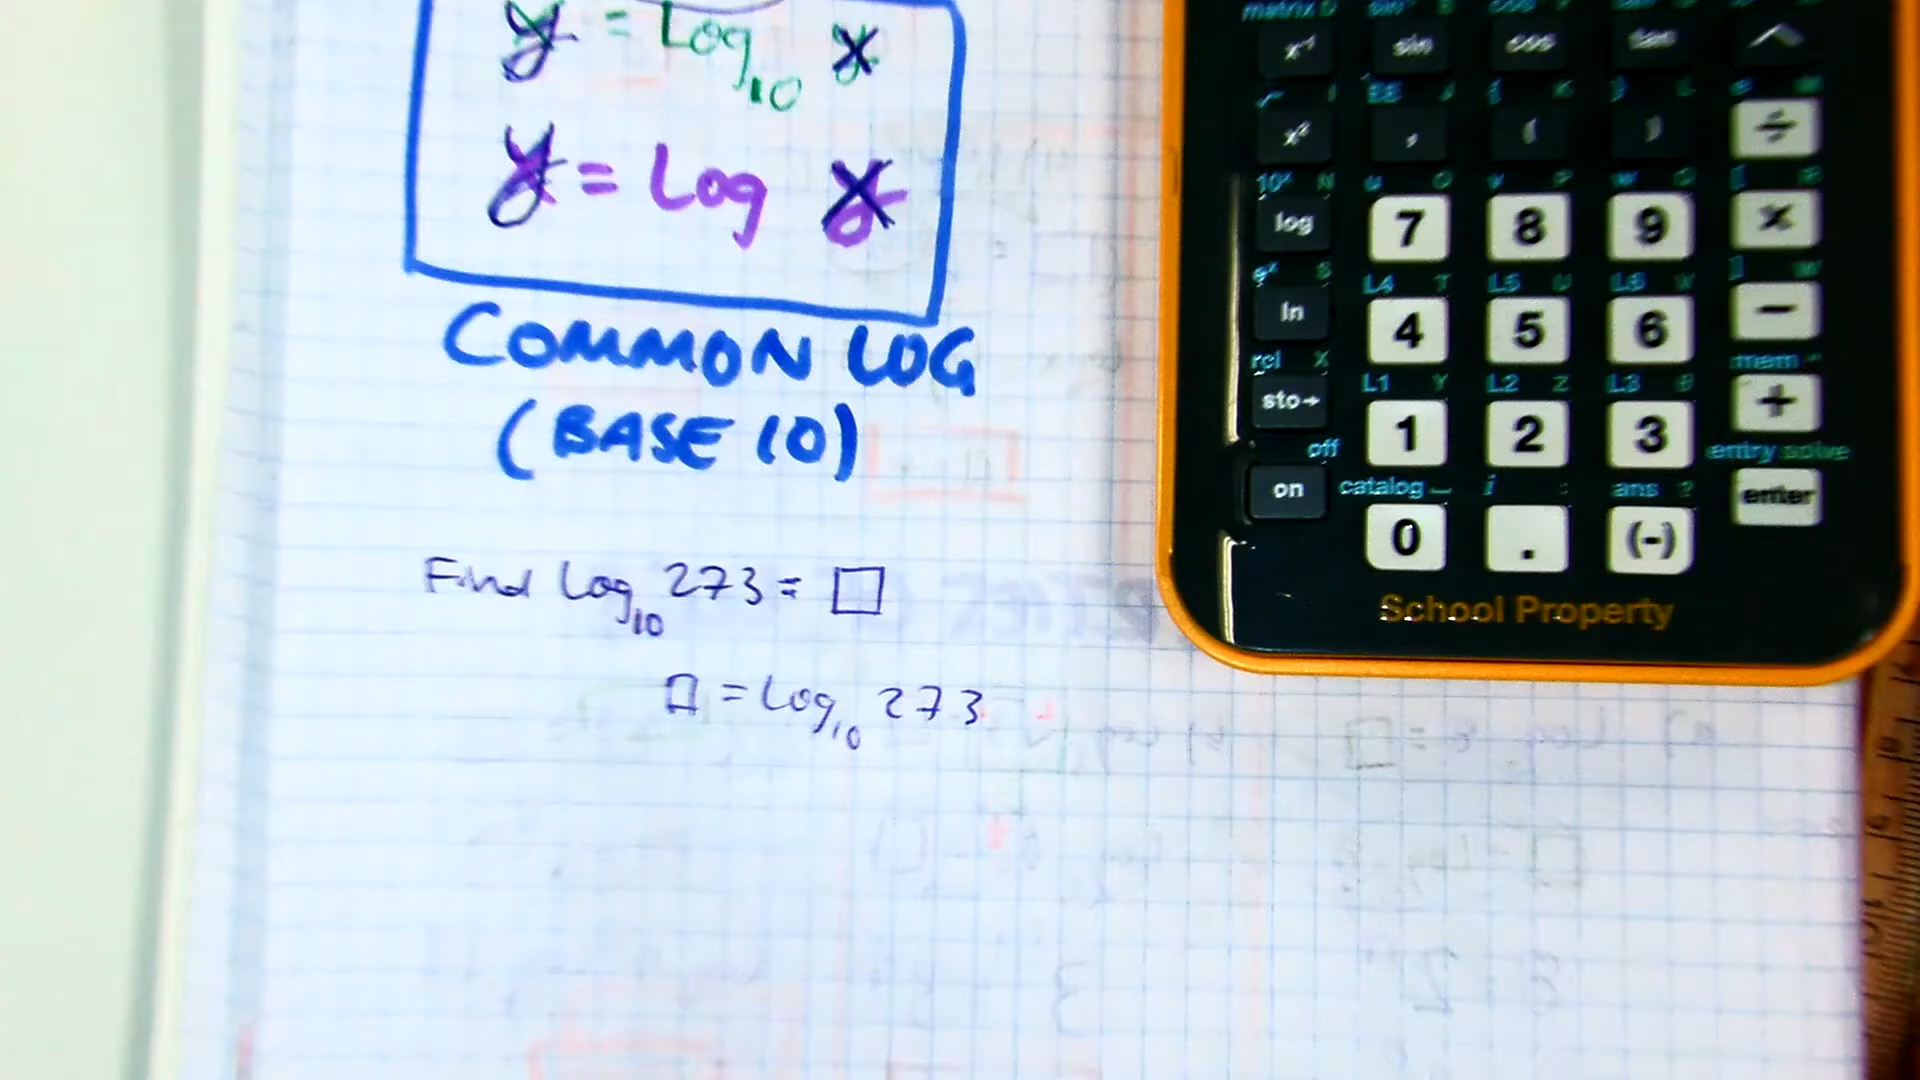 y = Log10 x
y = Log x
COMMON LOG
(BASE 10)
Find Log10 273 = □
□ = Log10 273
matrix D
x⁻¹ sin cos tan ^
EE J { K } L
x² , ( ) ÷
10ˣ N u O v P w Q [
log 7 8 9 ×
eˣ S L4 T L5 U L6 V ] W
ln 4 5 6 −
rcl X L1 Y L2 Z L3 θ mem "
sto→ 1 2 3 +
off catalog i : ans ? entry solve
on 0 . (-) enter
School Property